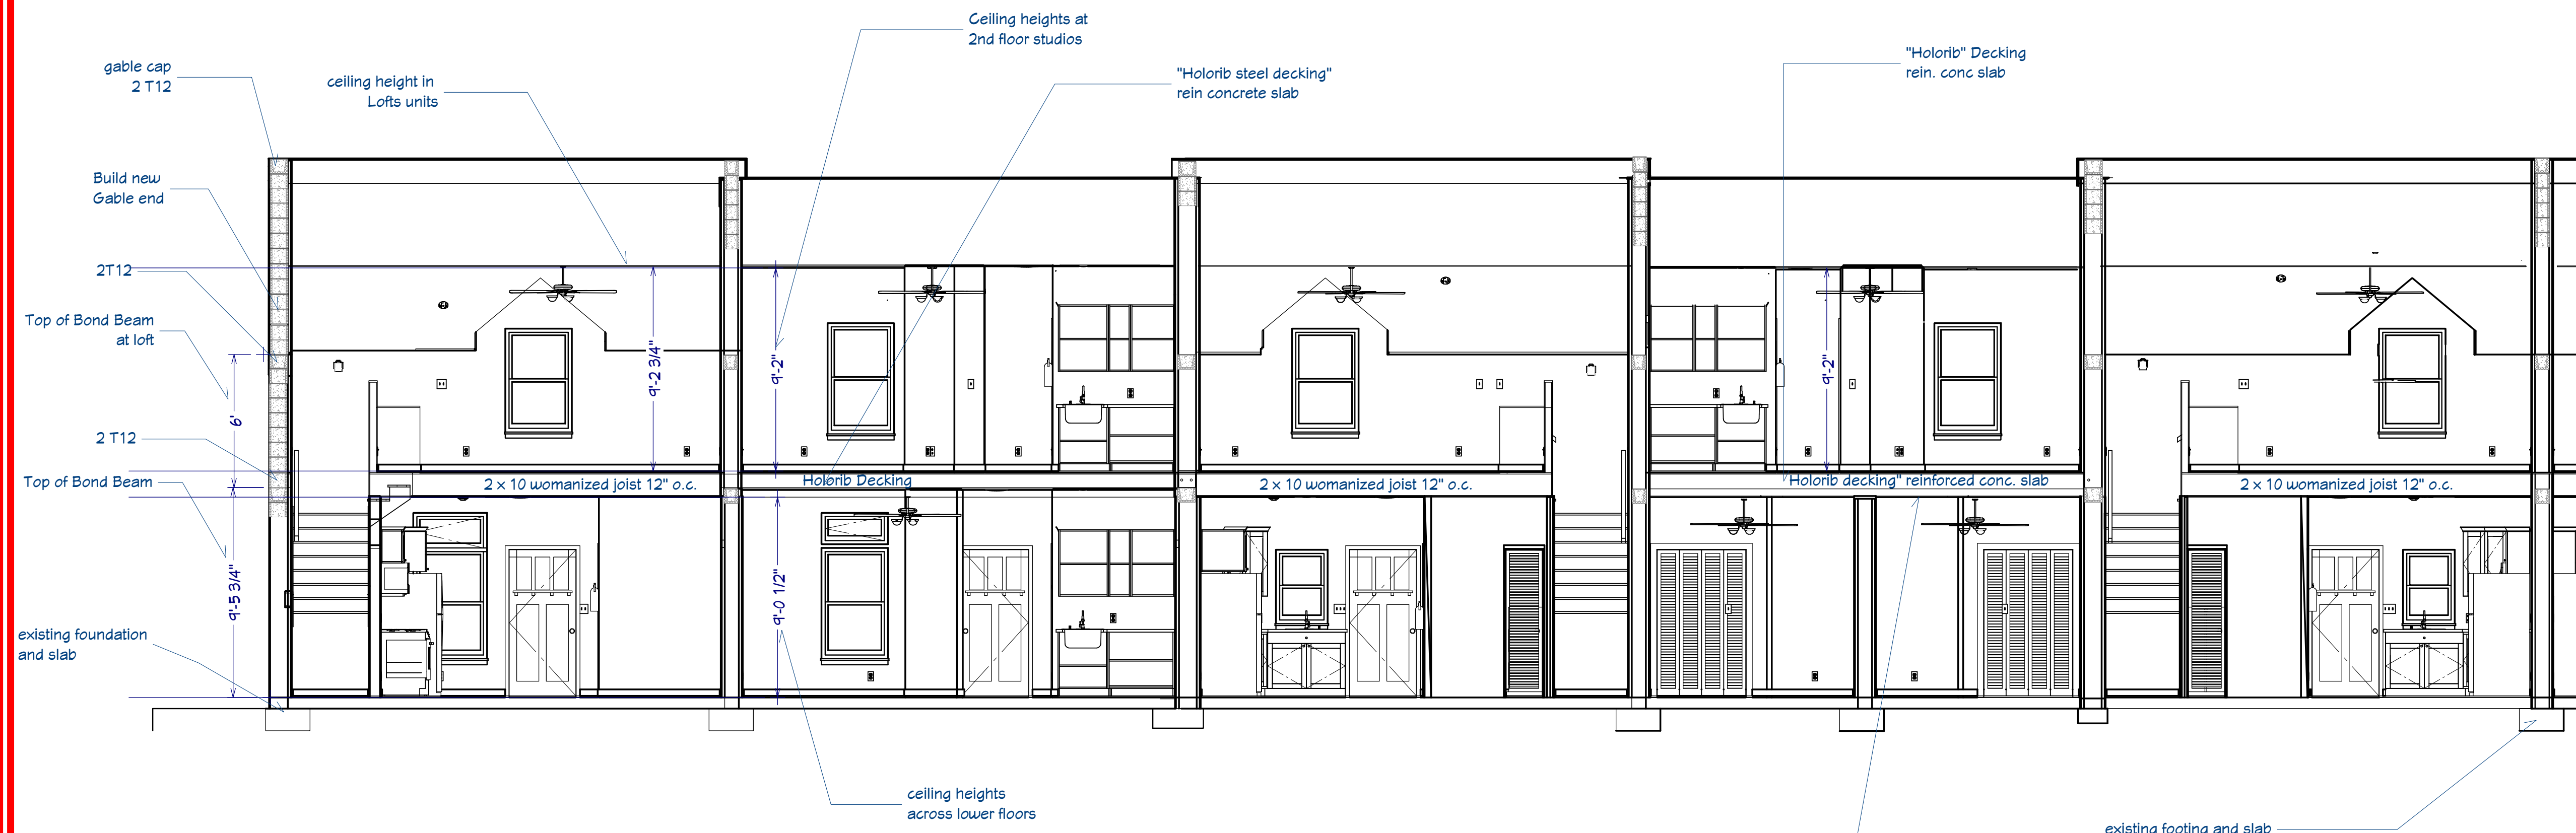 Ceiling heights at
2nd floor studios
"Holorib" Decking
rein. conc slab
gable cap
2 T12
ceiling height in
Lofts units
"Holorib steel decking"
rein concrete slab
Build new
Gable end
2T12
Top of Bond Beam
at loft
6'
9'-2 3/4"
9'-2"
9'-2"
2 T12
Top of Bond Beam
2 x 10 womanized joist 12" o.c.
Holorib Decking
2 x 10 womanized joist 12" o.c.
"Holorib decking" reinforced conc. slab
2 x 10 womanized joist 12" o.c.
9'-5 3/4"
9'-0 1/2"
existing foundation
and slab
ceiling heights
across lower floors
existing footing and slab